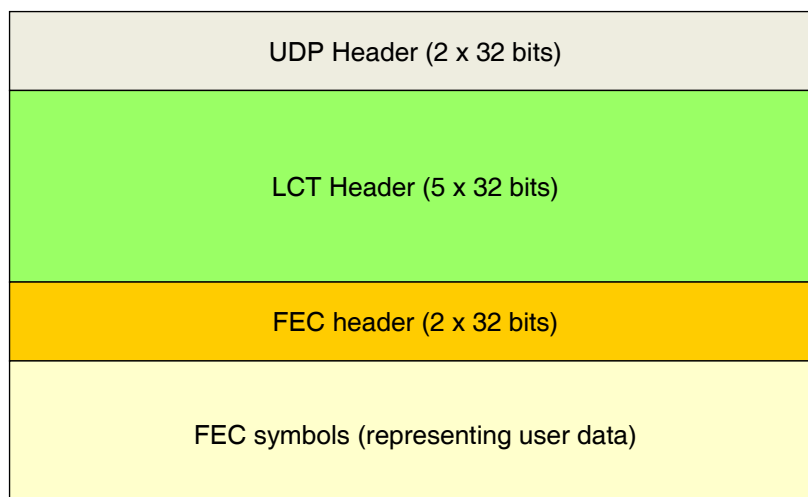 UDP Header (2 x 32 bits)
LCT Header (5 x 32 bits)
FEC header (2 x 32 bits)
FEC symbols (representing user data)